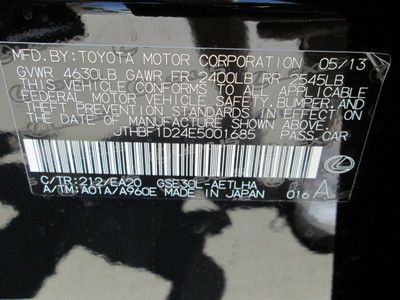 MFD.BY: TOYOTA MOTOR CORPORATION 05/13
GVWR 4630LB GAWR FR 2400LB RR 2545LB
THIS VEHICLE CONFORMS TO ALL APPLICABLE
FEDERAL MOTOR VEHICLE SAFETY, BUMPER, AND
THEFT PREVENTION STANDARDS IN EFFECT ON
THE DATE OF MANUFACTURE SHOWN ABOVE.
JTHBF1D24E5001685 PASS.CAR
C/TR:212/EA20 GSE30L-AETLHA
A/TM:A01A/A960E MADE IN JAPAN 016 A